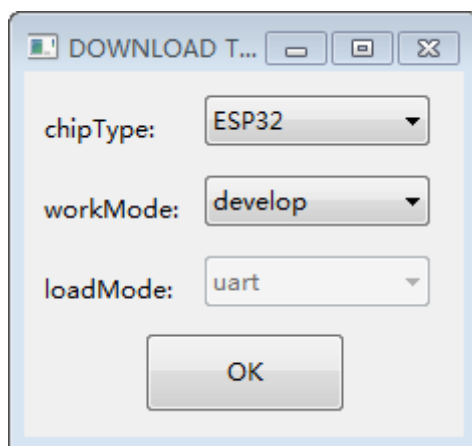 DOWNLOAD T...
chipType: ESP32
workMode: develop
loadMode: uart
OK